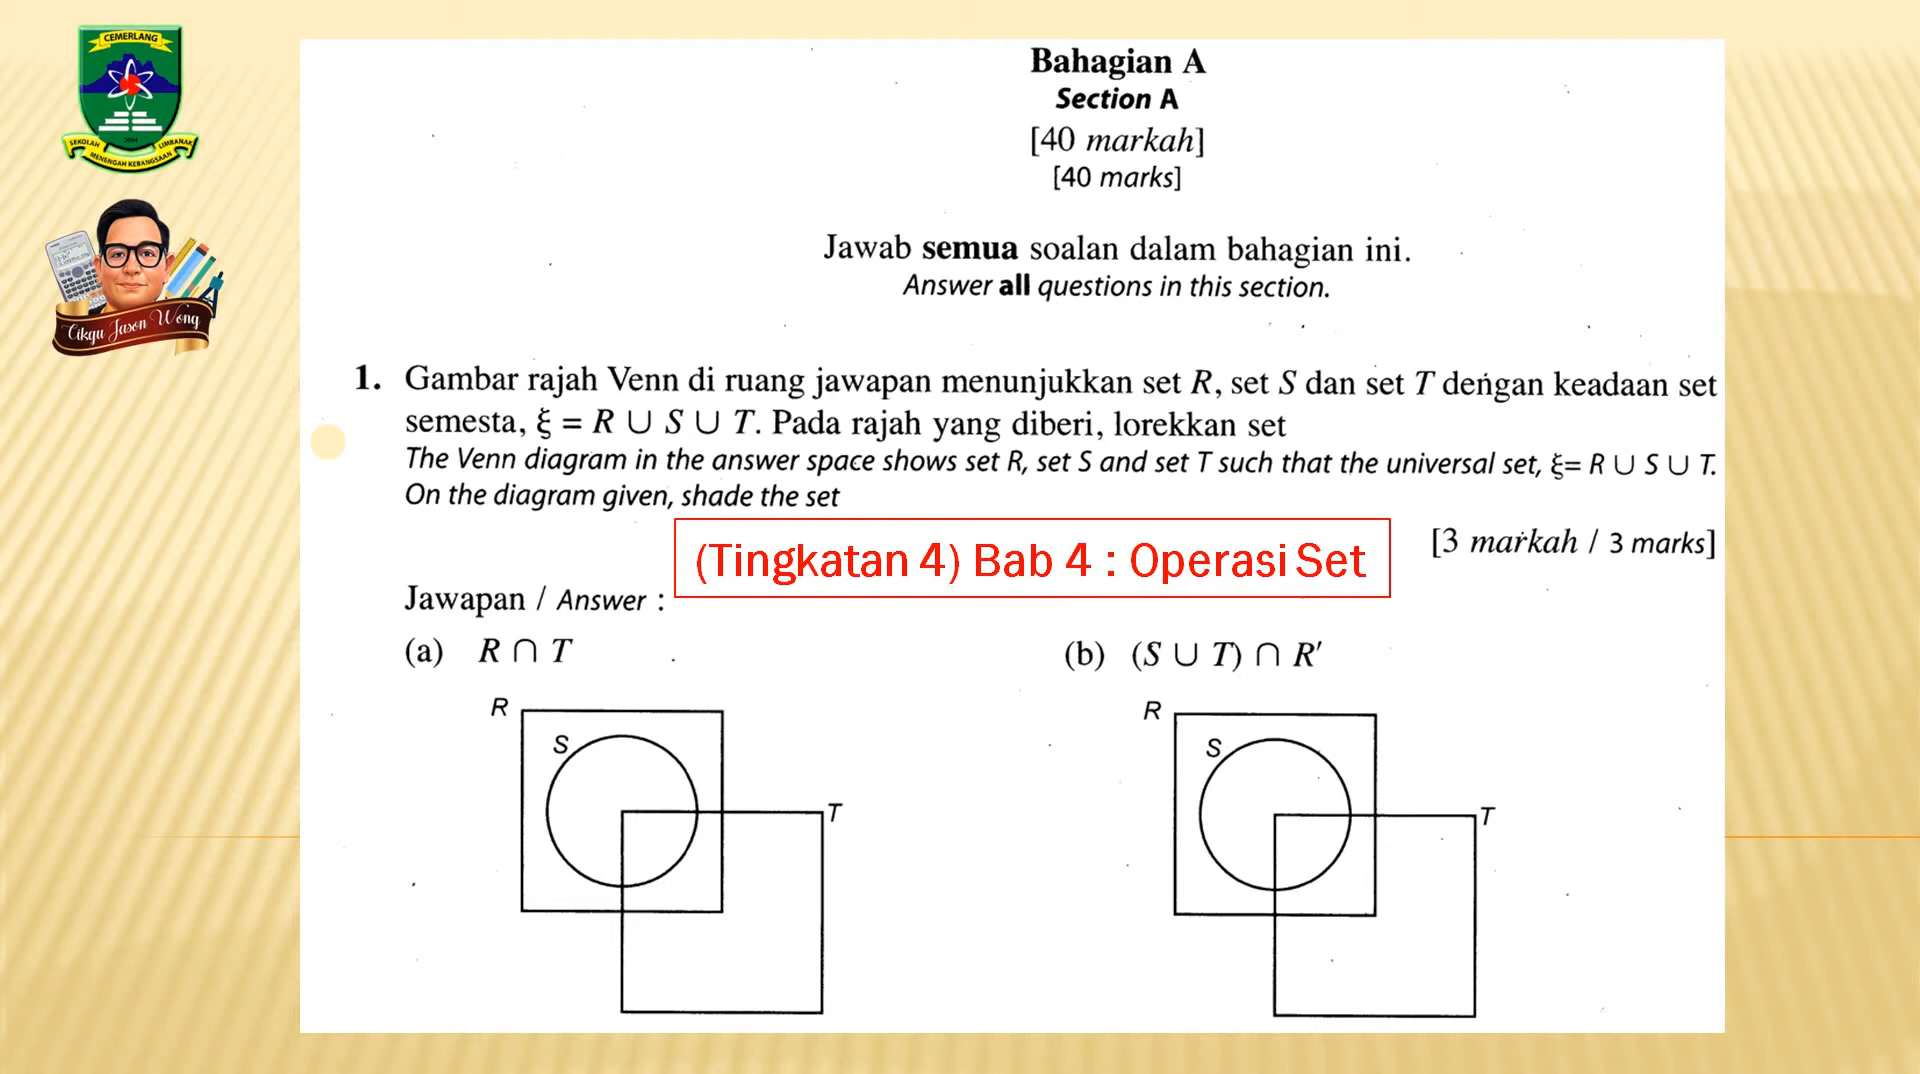 CEMERLANG
2004
SEKOLAH LIMBANAK
MENENGAH KEBANGSAAN
Cikgu Jason Wong
Bahagian A
Section A
[40 markah]
[40 marks]
Jawab semua soalan dalam bahagian ini.
Answer all questions in this section.
1. Gambar rajah Venn di ruang jawapan menunjukkan set R, set S dan set T dengan keadaan set
semesta, ξ = R ∪ S ∪ T. Pada rajah yang diberi, lorekkan set
The Venn diagram in the answer space shows set R, set S and set T such that the universal set, ξ= R ∪ S ∪ T.
On the diagram given, shade the set
[3 markah / 3 marks]
(Tingkatan 4) Bab 4 : Operasi Set
Jawapan / Answer :
(a) R ∩ T
(b) (S ∪ T) ∩ R′
R
S
T
R
S
T